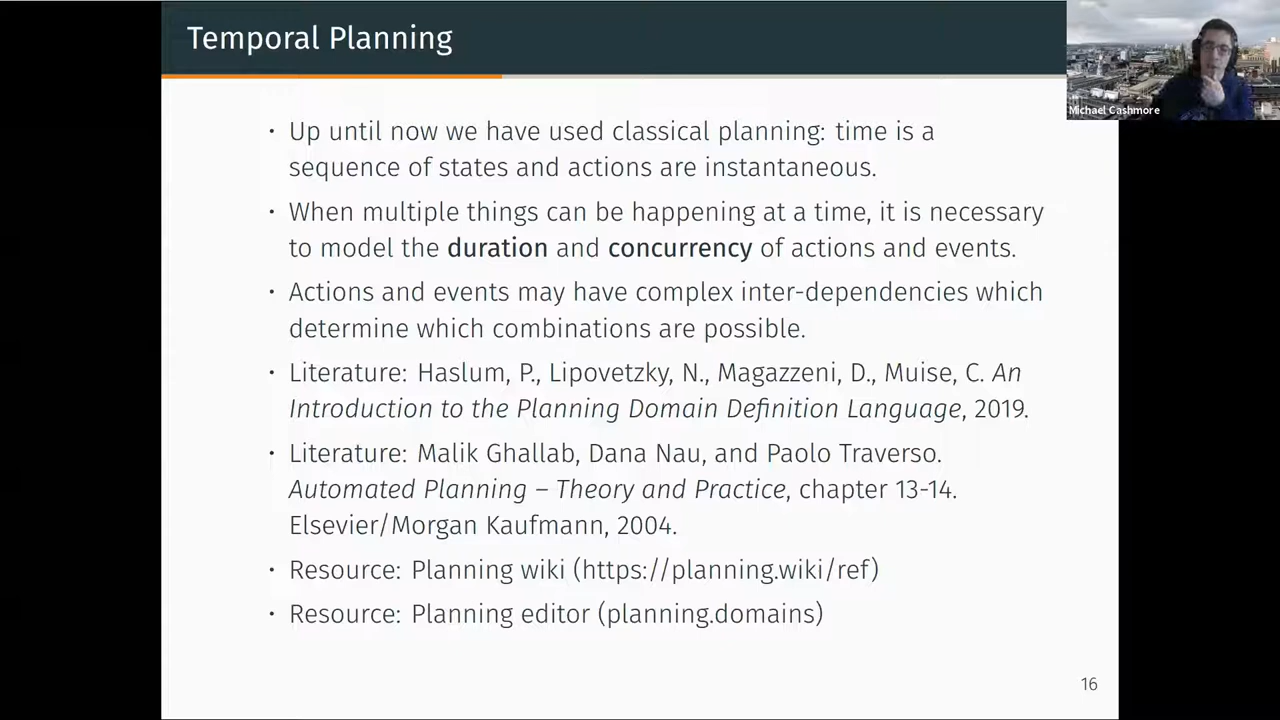 Temporal Planning
Michael Cashmore
· Up until now we have used classical planning: time is a
sequence of states and actions are instantaneous.
· When multiple things can be happening at a time, it is necessary
to model the duration and concurrency of actions and events.
· Actions and events may have complex inter-dependencies which
determine which combinations are possible.
· Literature: Haslum, P., Lipovetzky, N., Magazzeni, D., Muise, C. An
Introduction to the Planning Domain Definition Language, 2019.
· Literature: Malik Ghallab, Dana Nau, and Paolo Traverso.
Automated Planning – Theory and Practice, chapter 13-14.
Elsevier/Morgan Kaufmann, 2004.
· Resource: Planning wiki (https://planning.wiki/ref)
· Resource: Planning editor (planning.domains)
16